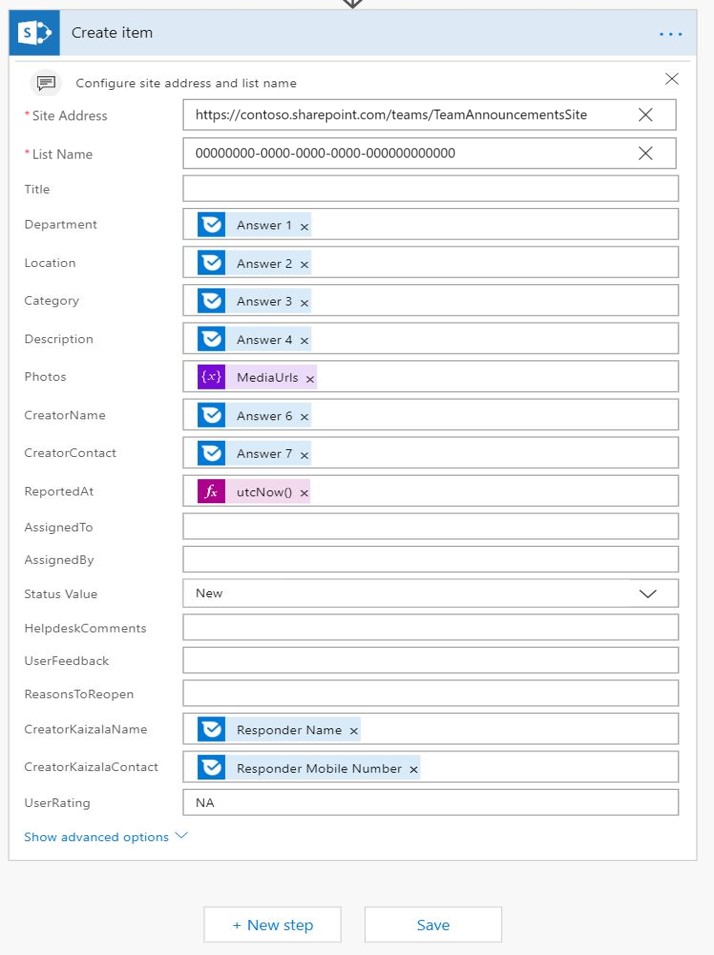 S Create item ...
Configure site address and list name
* Site Address https://contoso.sharepoint.com/teams/TeamAnnouncementsSite
* List Name 00000000-0000-0000-0000-000000000000
Title
Department Answer 1 ×
Location Answer 2 ×
Category Answer 3 ×
Description Answer 4 ×
Photos {x} MediaUrls ×
CreatorName Answer 6 ×
CreatorContact Answer 7 ×
ReportedAt fx utcNow() ×
AssignedTo
AssignedBy
Status Value New
HelpdeskComments
UserFeedback
ReasonsToReopen
CreatorKaizalaName Responder Name ×
CreatorKaizalaContact Responder Mobile Number ×
UserRating NA
Show advanced options
+ New step Save